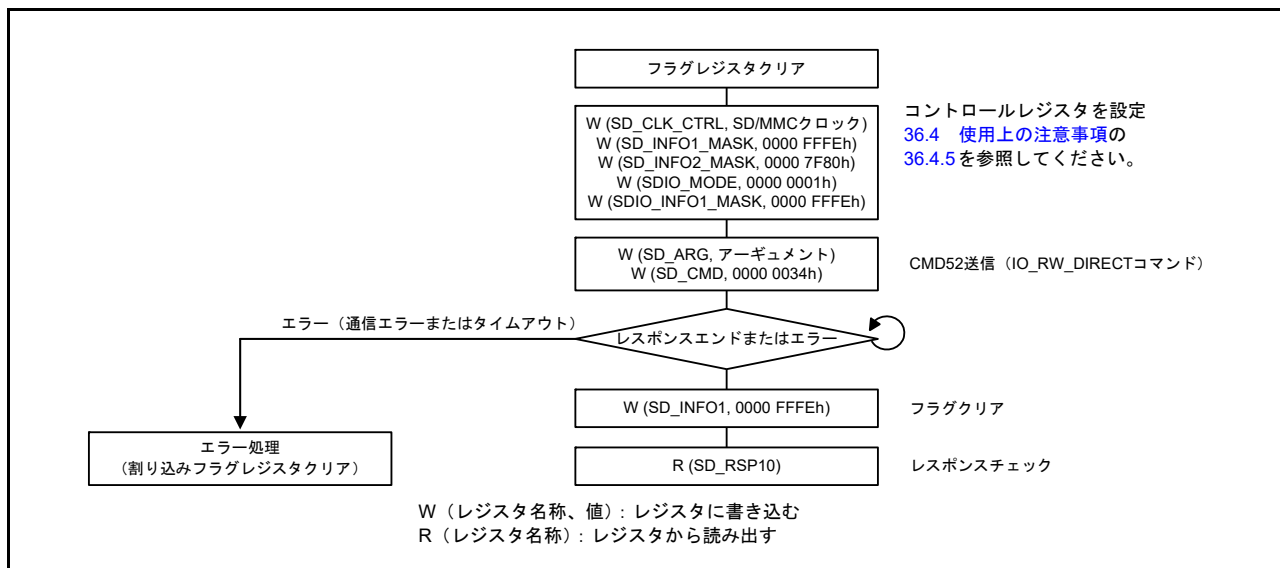 フラグレジスタクリア
W (SD_CLK_CTRL, SD/MMCクロック)
W (SD_INFO1_MASK, 0000 FFFEh)
W (SD_INFO2_MASK, 0000 7F80h)
W (SDIO_MODE, 0000 0001h)
W (SDIO_INFO1_MASK, 0000 FFFEh)
コントロールレジスタを設定
36.4 使用上の注意事項の
36.4.5を参照してください。
W (SD_ARG, アーギュメント)
W (SD_CMD, 0000 0034h)
CMD52送信（IO_RW_DIRECTコマンド）
エラー（通信エラーまたはタイムアウト）
レスポンスエンドまたはエラー
W (SD_INFO1, 0000 FFFEh)
フラグクリア
エラー処理
（割り込みフラグレジスタクリア）
R (SD_RSP10)
レスポンスチェック
W（レジスタ名称、値）: レジスタに書き込む
R（レジスタ名称）: レジスタから読み出す